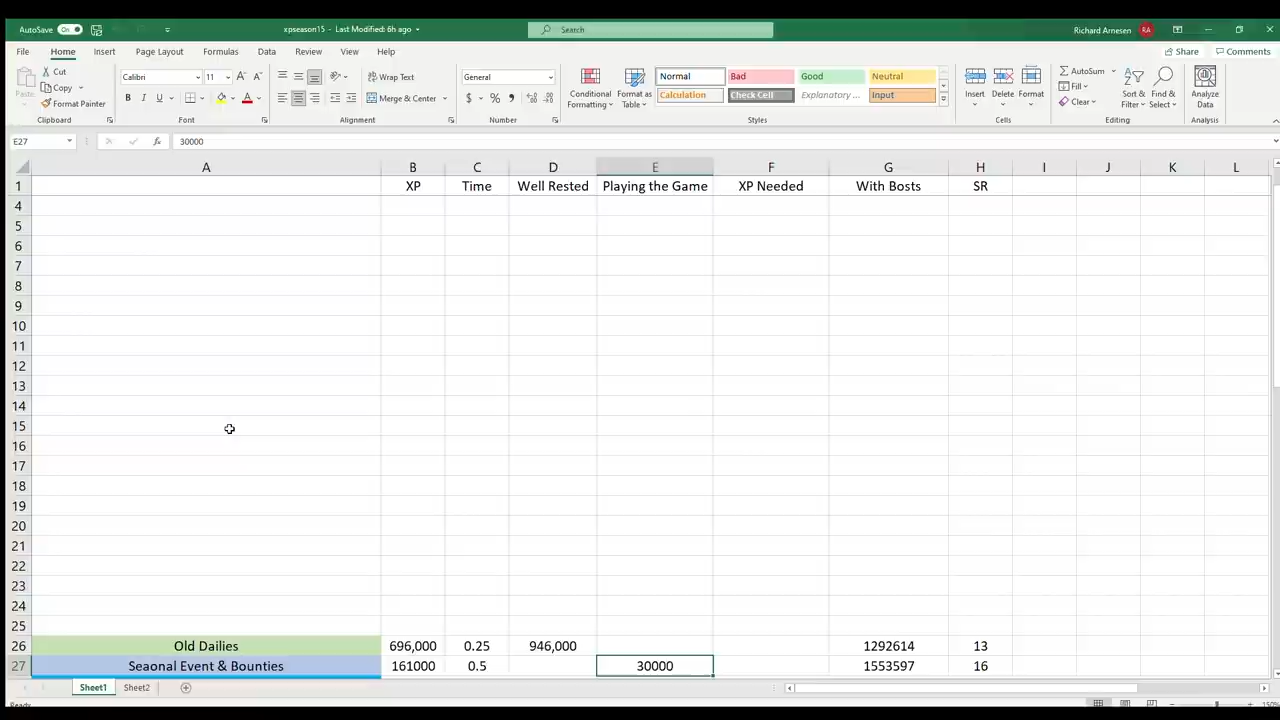 AutoSave On xpseason15 - Last Modified: 6h ago Search Richard Arnesen RA
File Home Insert Page Layout Formulas Data Review View Help Share Comments
Paste Cut Copy Format Painter Clipboard
Calibri 11 A A B I U A Font
Wrap Text Merge & Center Alignment
General $ % , Number
Conditional Formatting Format as Table Normal Bad Good Neutral
Calculation Check Cell Explanatory ... Input Styles
Insert Delete Format Cells
AutoSum Fill Clear Sort & Filter Find & Select Editing
Analyze Data Analysis
E27 fx 30000
A B C D E F G H I J K L
1 XP Time Well Rested Playing the Game XP Needed With Bosts SR
4
5
6
7
8
9
10
11
12
13
14
15
16
17
18
19
20
21
22
23
24
25
26 Old Dailies 696,000 0.25 946,000 1292614 13
27 Seaonal Event & Bounties 161000 0.5 30000 1553597 16
Sheet1 Sheet2
Ready 150%